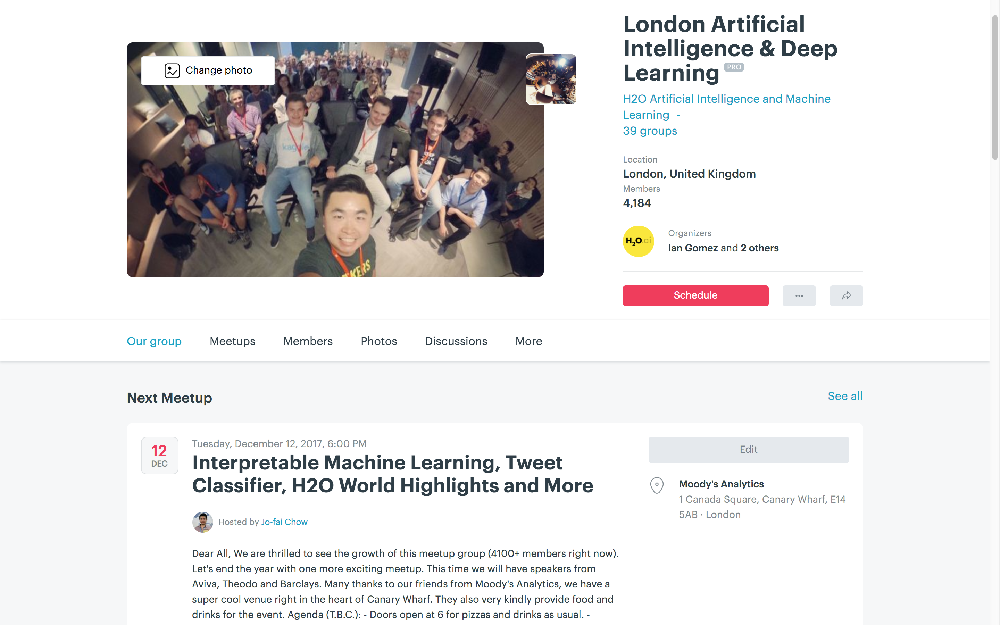 London Artificial
Intelligence & Deep
Learning PRO
H2O Artificial Intelligence and Machine
Learning -
39 groups
Location
London, United Kingdom
Members
4,184
H2O.ai
Organizers
Ian Gomez and 2 others
Schedule
Change photo
kaggle
KEEP
Our group
Meetups
Members
Photos
Discussions
More
Next Meetup
See all
12
DEC
Tuesday, December 12, 2017, 6:00 PM
Interpretable Machine Learning, Tweet
Classifier, H2O World Highlights and More
Hosted by Jo-fai Chow
Dear All, We are thrilled to see the growth of this meetup group (4100+ members right now).
Let's end the year with one more exciting meetup. This time we will have speakers from
Aviva, Theodo and Barclays. Many thanks to our friends from Moody's Analytics, we have a
super cool venue right in the heart of Canary Wharf. They also very kindly provide food and
drinks for the event. Agenda (T.B.C.): - Doors open at 6 for pizzas and drinks as usual. -
Edit
Moody's Analytics
1 Canada Square, Canary Wharf, E14
5AB · London